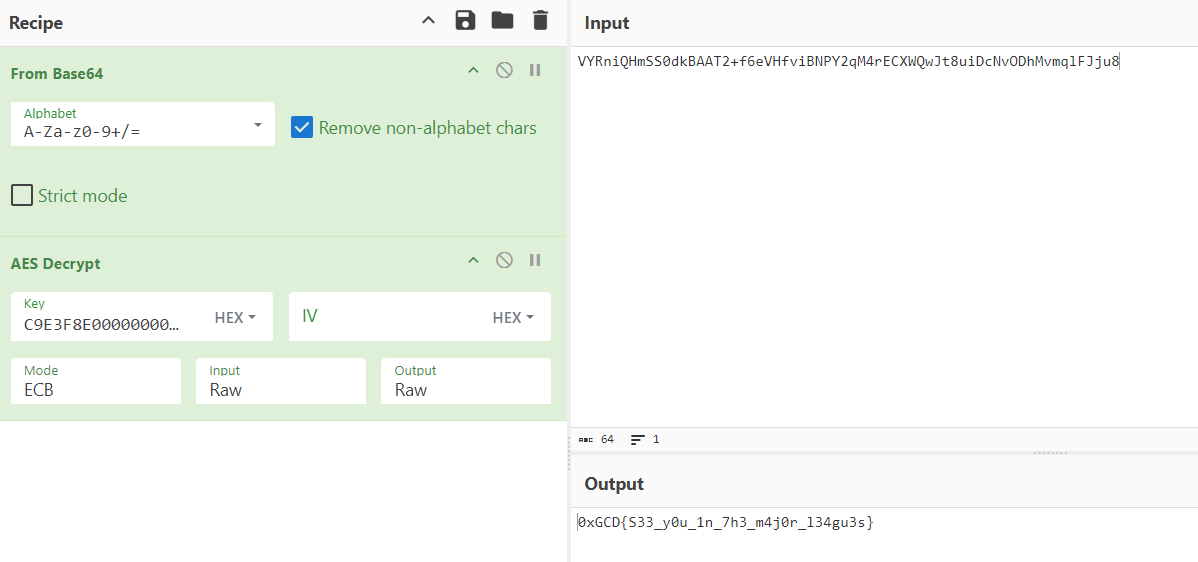 Recipe
From Base64
Alphabet
A-Za-z0-9+/=
Remove non-alphabet chars
Strict mode
AES Decrypt
Key
C9E3F8E00000000…
HEX
IV
HEX
Mode
ECB
Input
Raw
Output
Raw
Input
VYRniQHmSS0dkBAAT2+f6eVHfviBNPY2qM4rECXWQwJt8uiDcNvODhMvmqlFJju8
ABC 64 1
Output
0xGCD{S33_y0u_1n_7h3_m4j0r_l34gu3s}